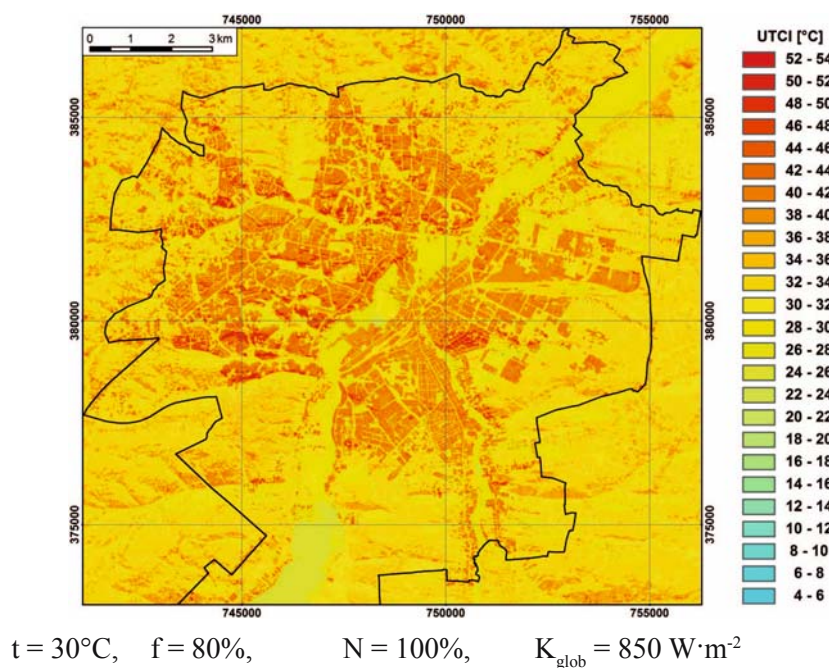 745000 750000 755000
0 1 2 3 km
UTCI [°C]
52 - 54
50 - 52
48 - 50
46 - 48
44 - 46
42 - 44
40 - 42
38 - 40
36 - 38
34 - 36
32 - 34
30 - 32
28 - 30
26 - 28
24 - 26
22 - 24
20 - 22
18 - 20
16 - 18
14 - 16
12 - 14
10 - 12
8 - 10
6 - 8
4 - 6
385000 385000
380000 380000
375000 375000
745000 750000 755000
t = 30°C, f = 80%, N = 100%, K_glob = 850 W·m⁻²